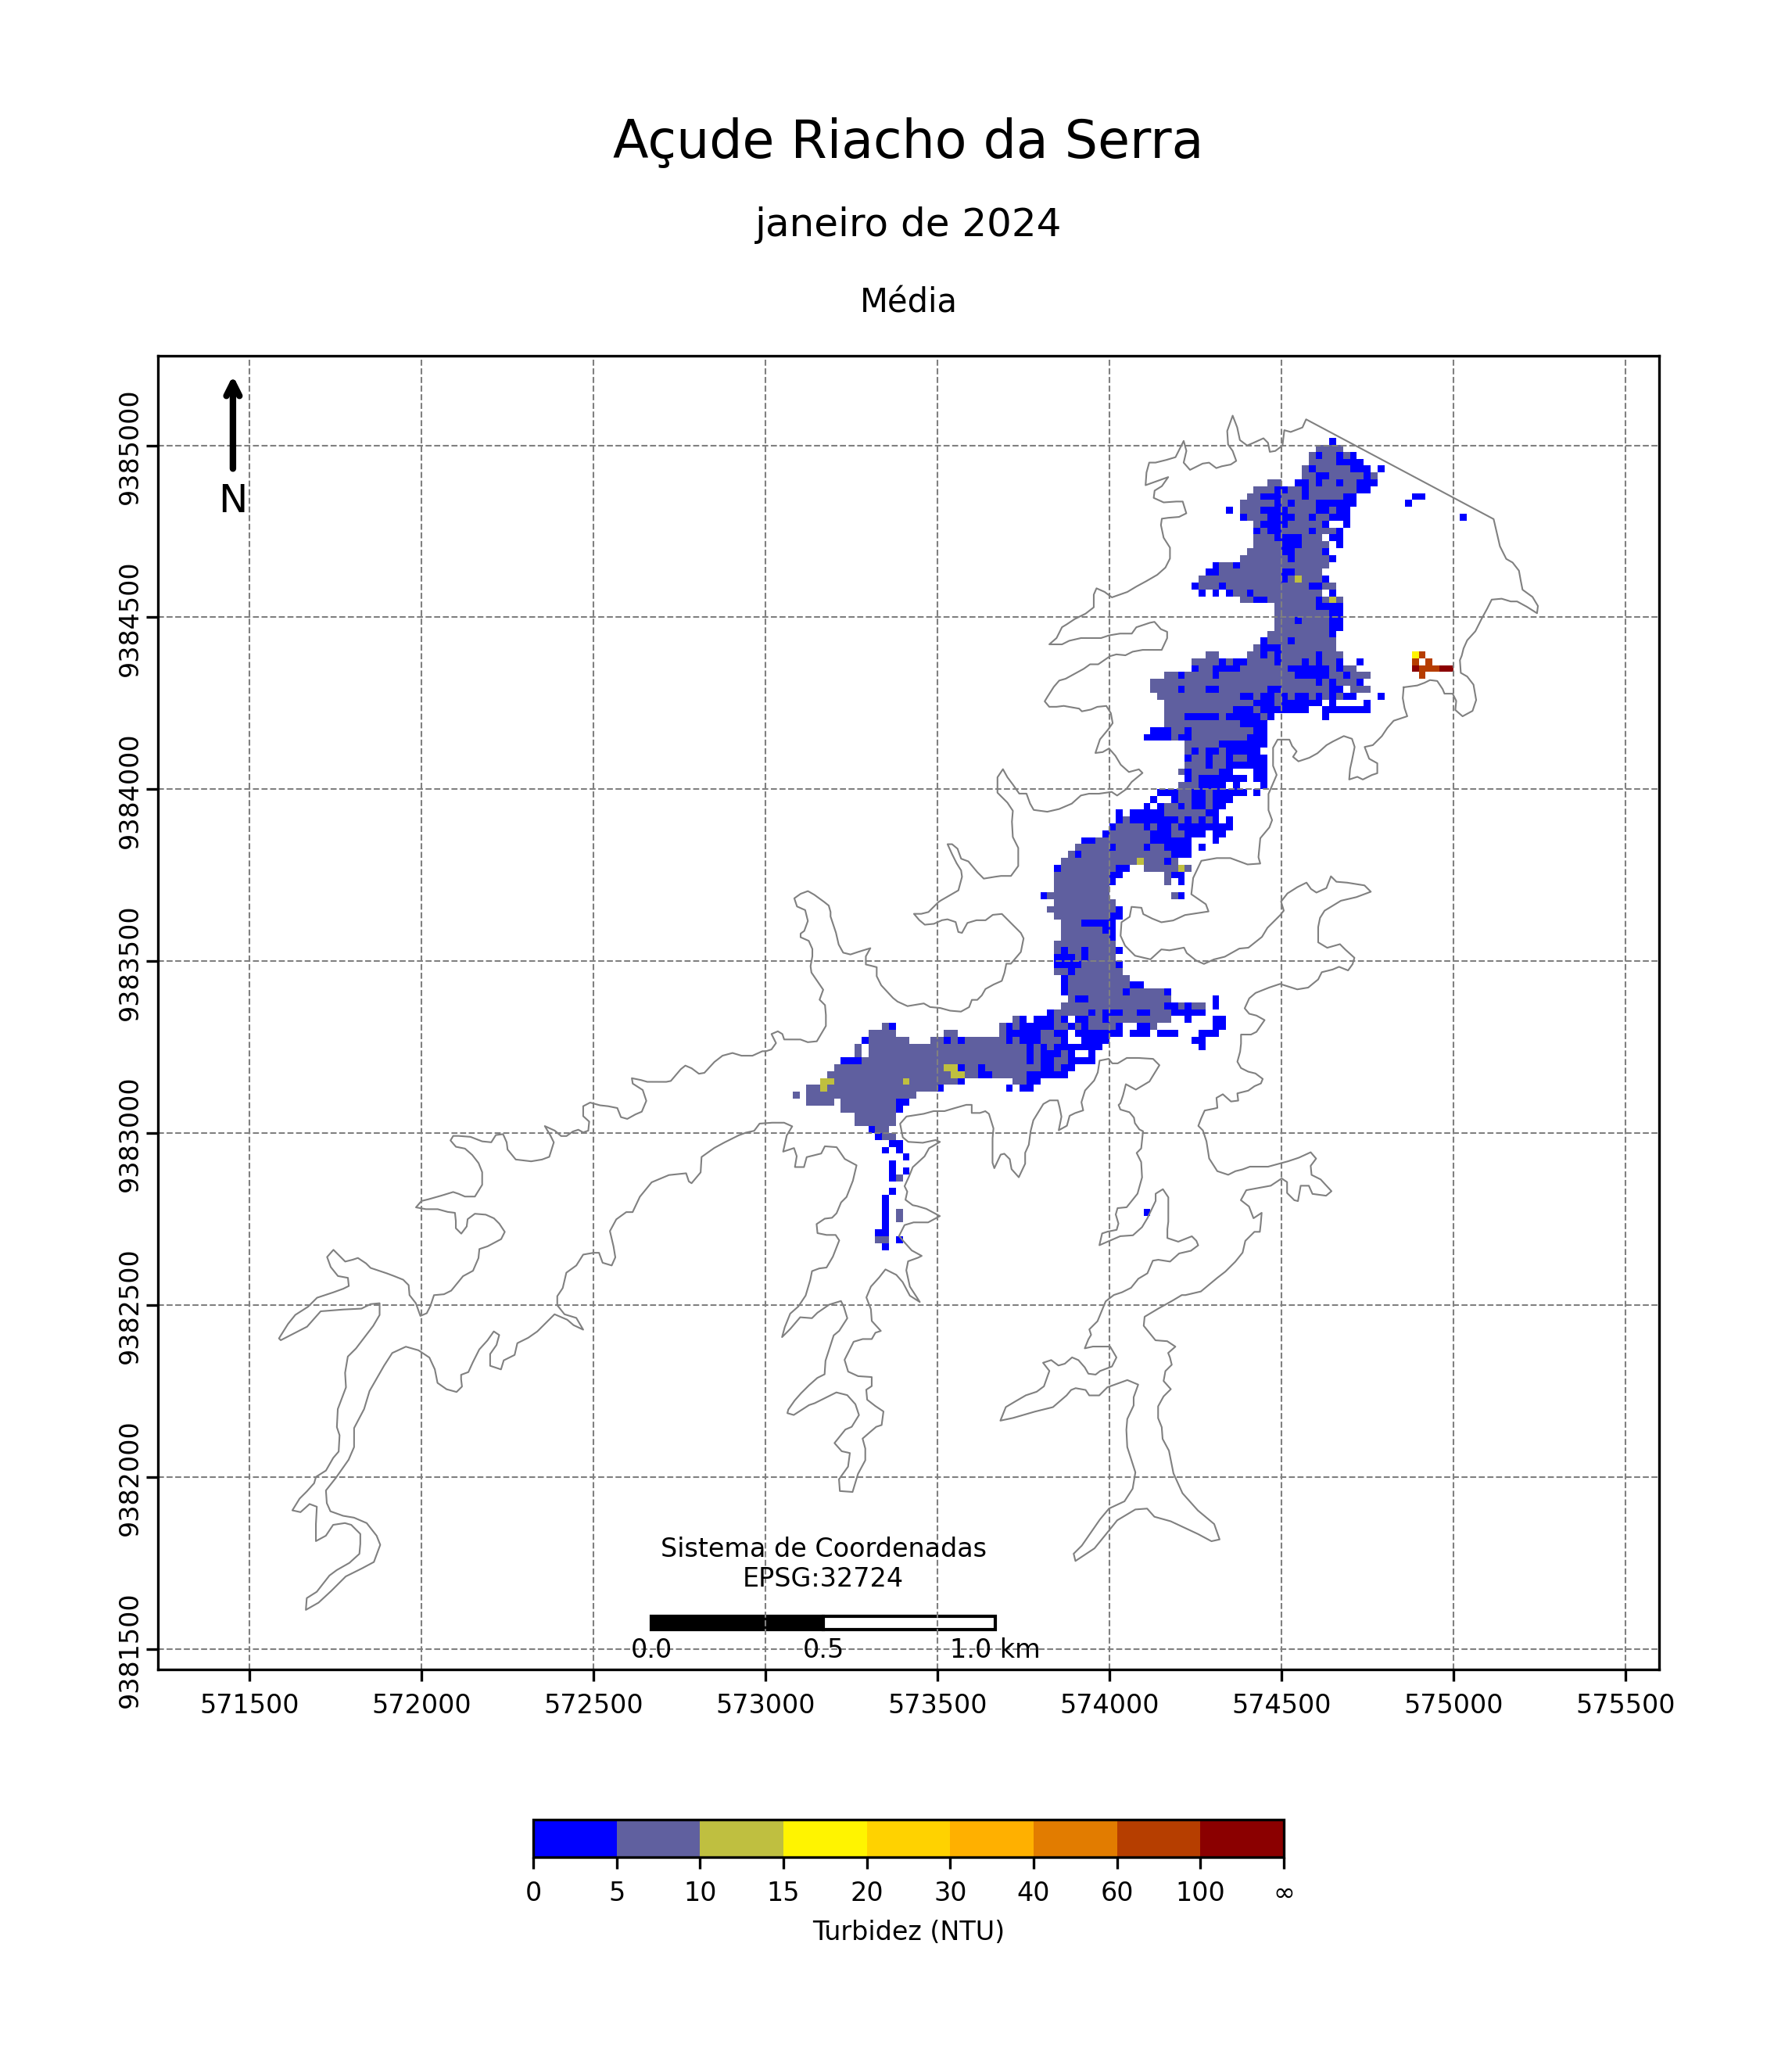 Açude Riacho da Serra
janeiro de 2024
Média
N
9385000
9384500
9384000
9383500
9383000
9382500
9382000
9381500
Sistema de Coordenadas
EPSG:32724
0.0 0.5 1.0 km
571500 572000 572500 573000 573500 574000 574500 575000 575500
0 5 10 15 20 30 40 60 100 ∞
Turbidez (NTU)